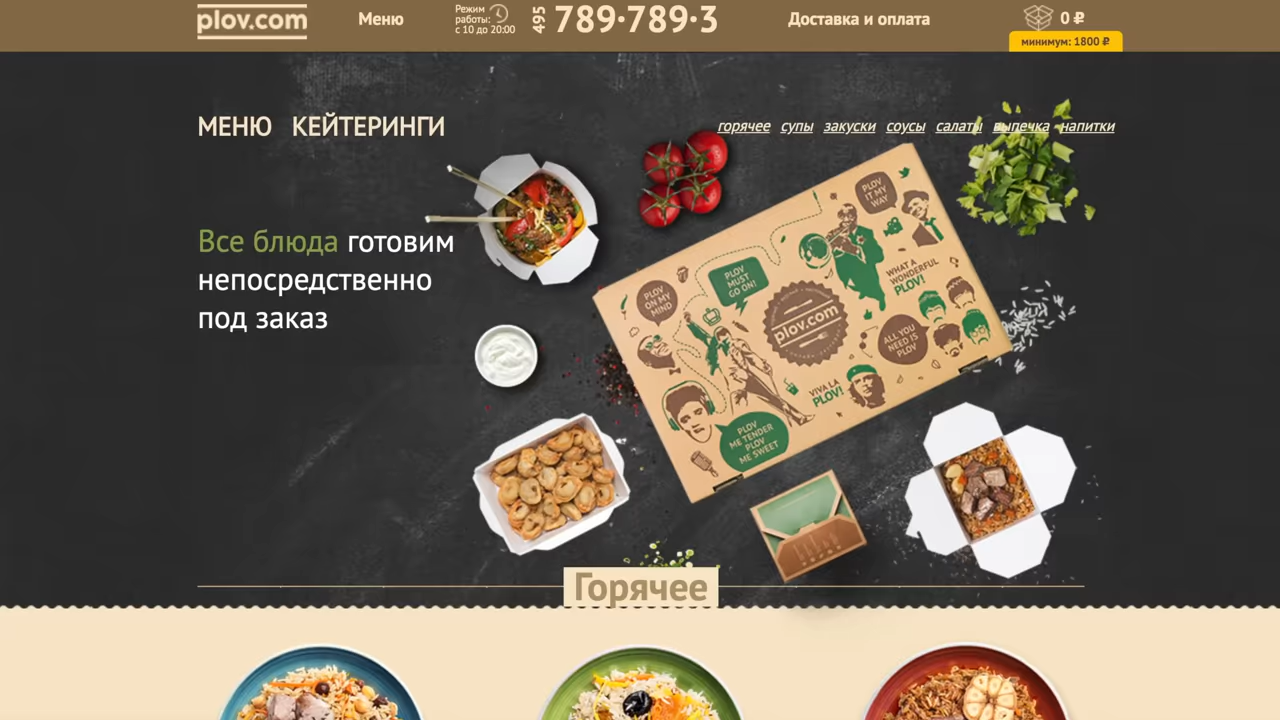 plov.com
Меню
Режим
работы:
с 10 до 20:00
495
789·789·3
Доставка и оплата
0 ₽
минимум: 1800 ₽
МЕНЮ КЕЙТЕРИНГИ
горячее супы закуски соусы салаты выпечка напитки
Все блюда готовим
непосредственно
под заказ
PLOV
IT MY
WAY
PLOV
MUST
GO ON!
PLOV
ON MY
MIND
WHAT A
WONDERFUL
PLOV!
plov.com
ALL YOU
NEED IS
PLOV
VIVA LA
PLOV!
PLOV
ME TENDER
PLOV
ME SWEET
Горячее